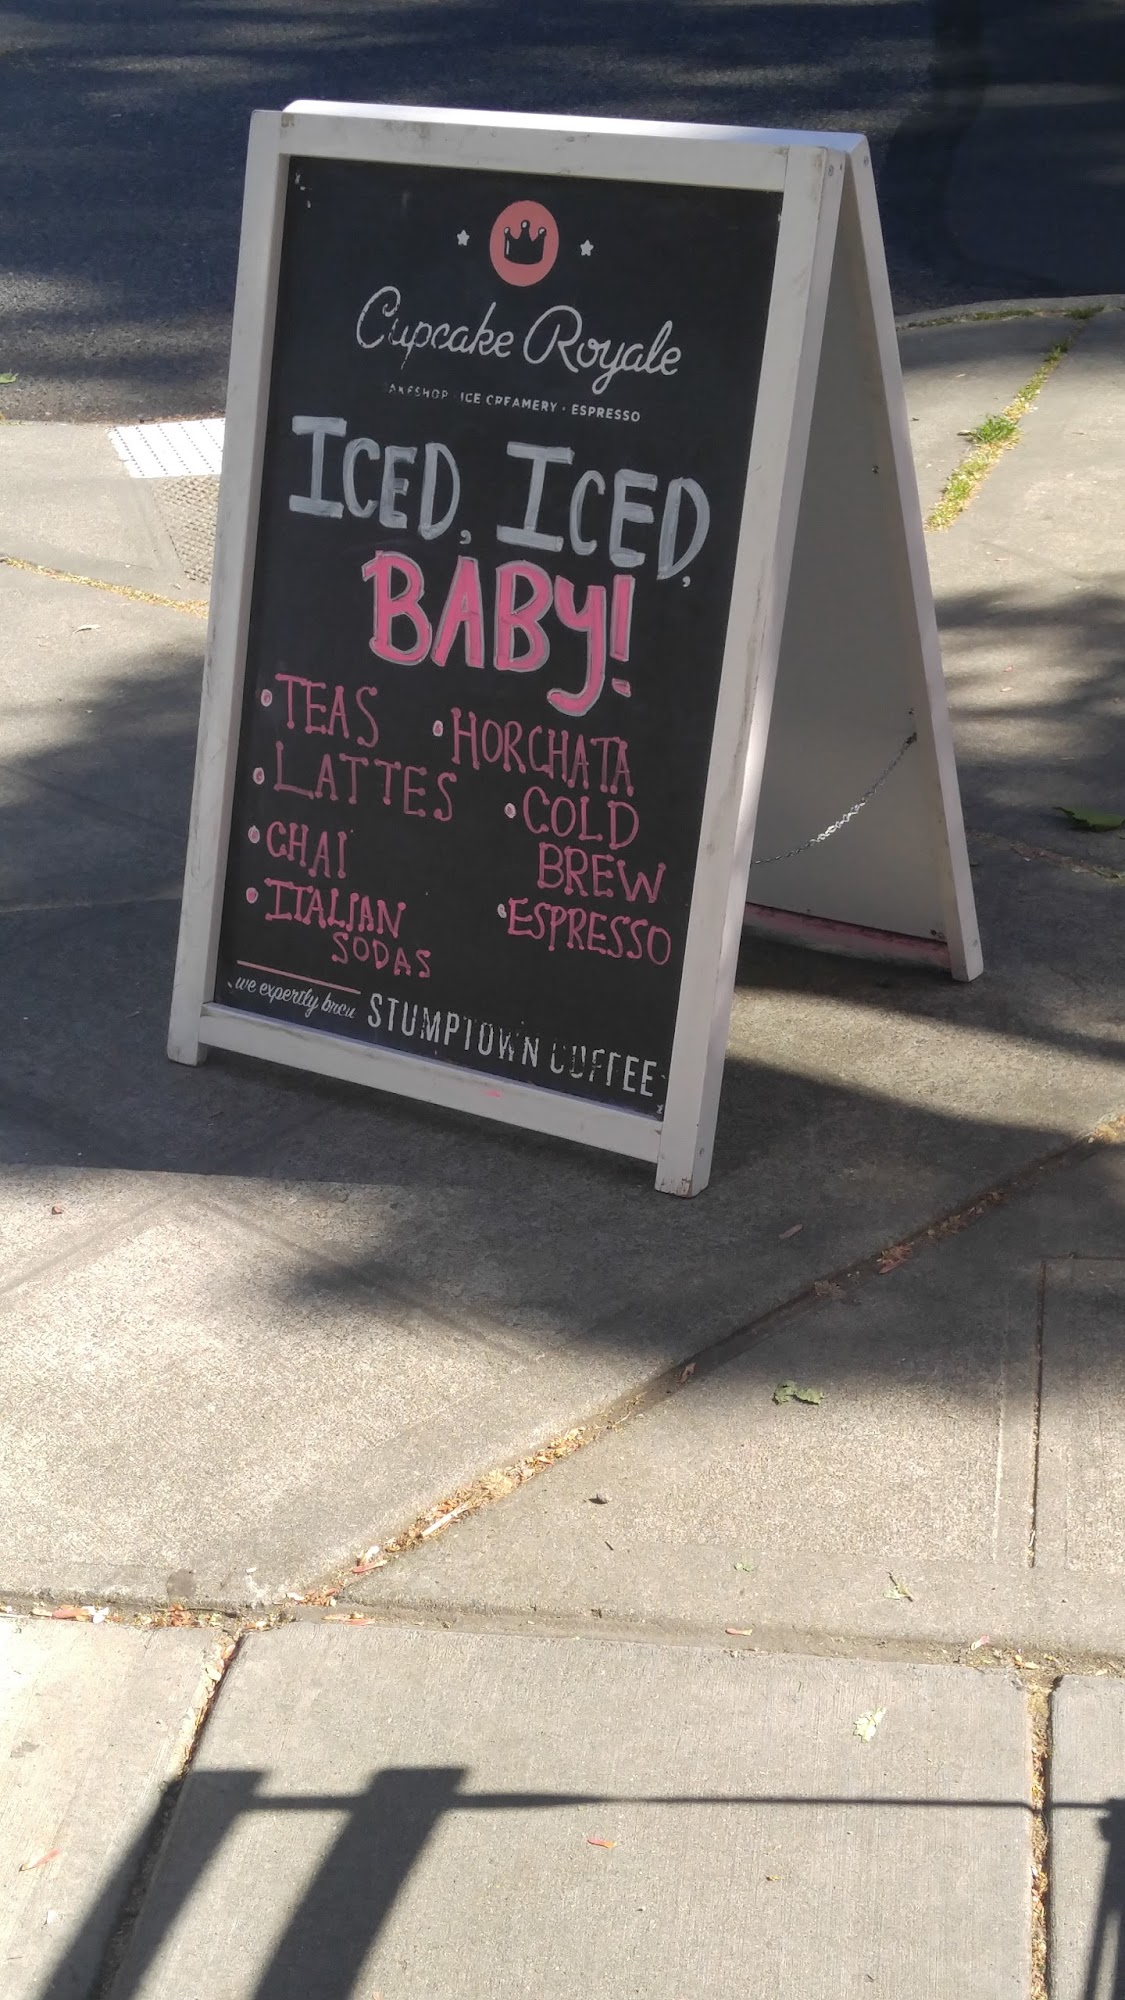 Cupcake Royale
AKESHOP ICE CREAMERY · ESPRESSO
ICED, ICED,
BABY!
• TEAS
• LATTES
• CHAI
• ITALIAN
SODAS
• HORCHATA
• COLD
BREW
• ESPRESSO
we expertly brew STUMPTOWN COFFEE